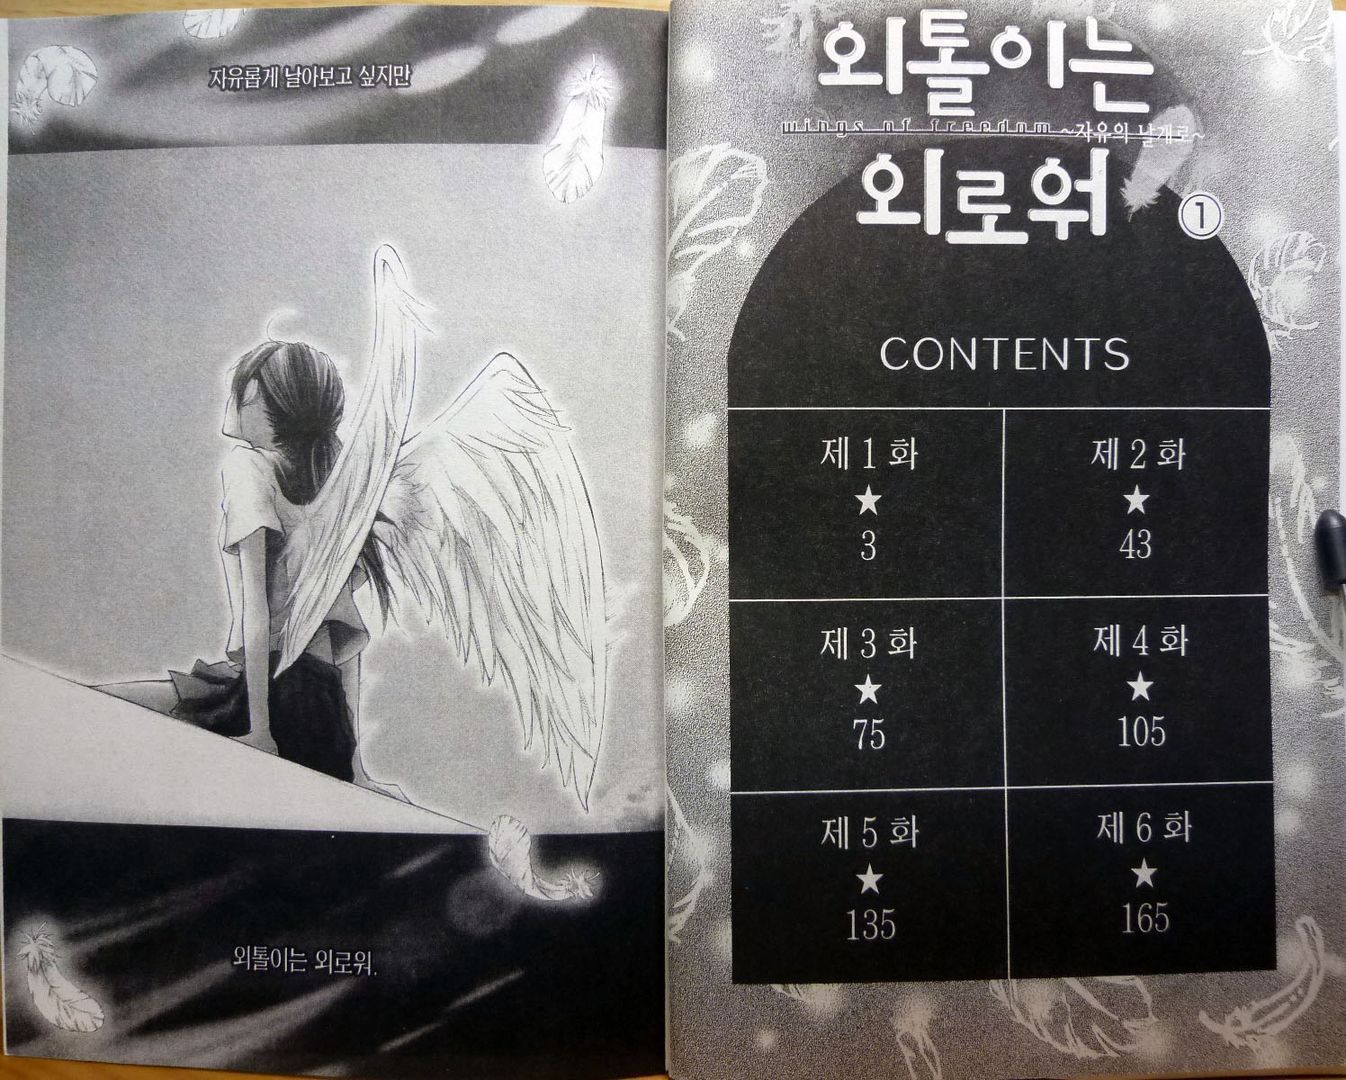 자유롭게 날아보고 싶지만
외톨이는 외로워.
외톨이는
wings of freedom ~자유의 날개로~
외로워
1
CONTENTS
제 1 화
★
3
제 2 화
★
43
제 3 화
★
75
제 4 화
★
105
제 5 화
★
135
제 6 화
★
165